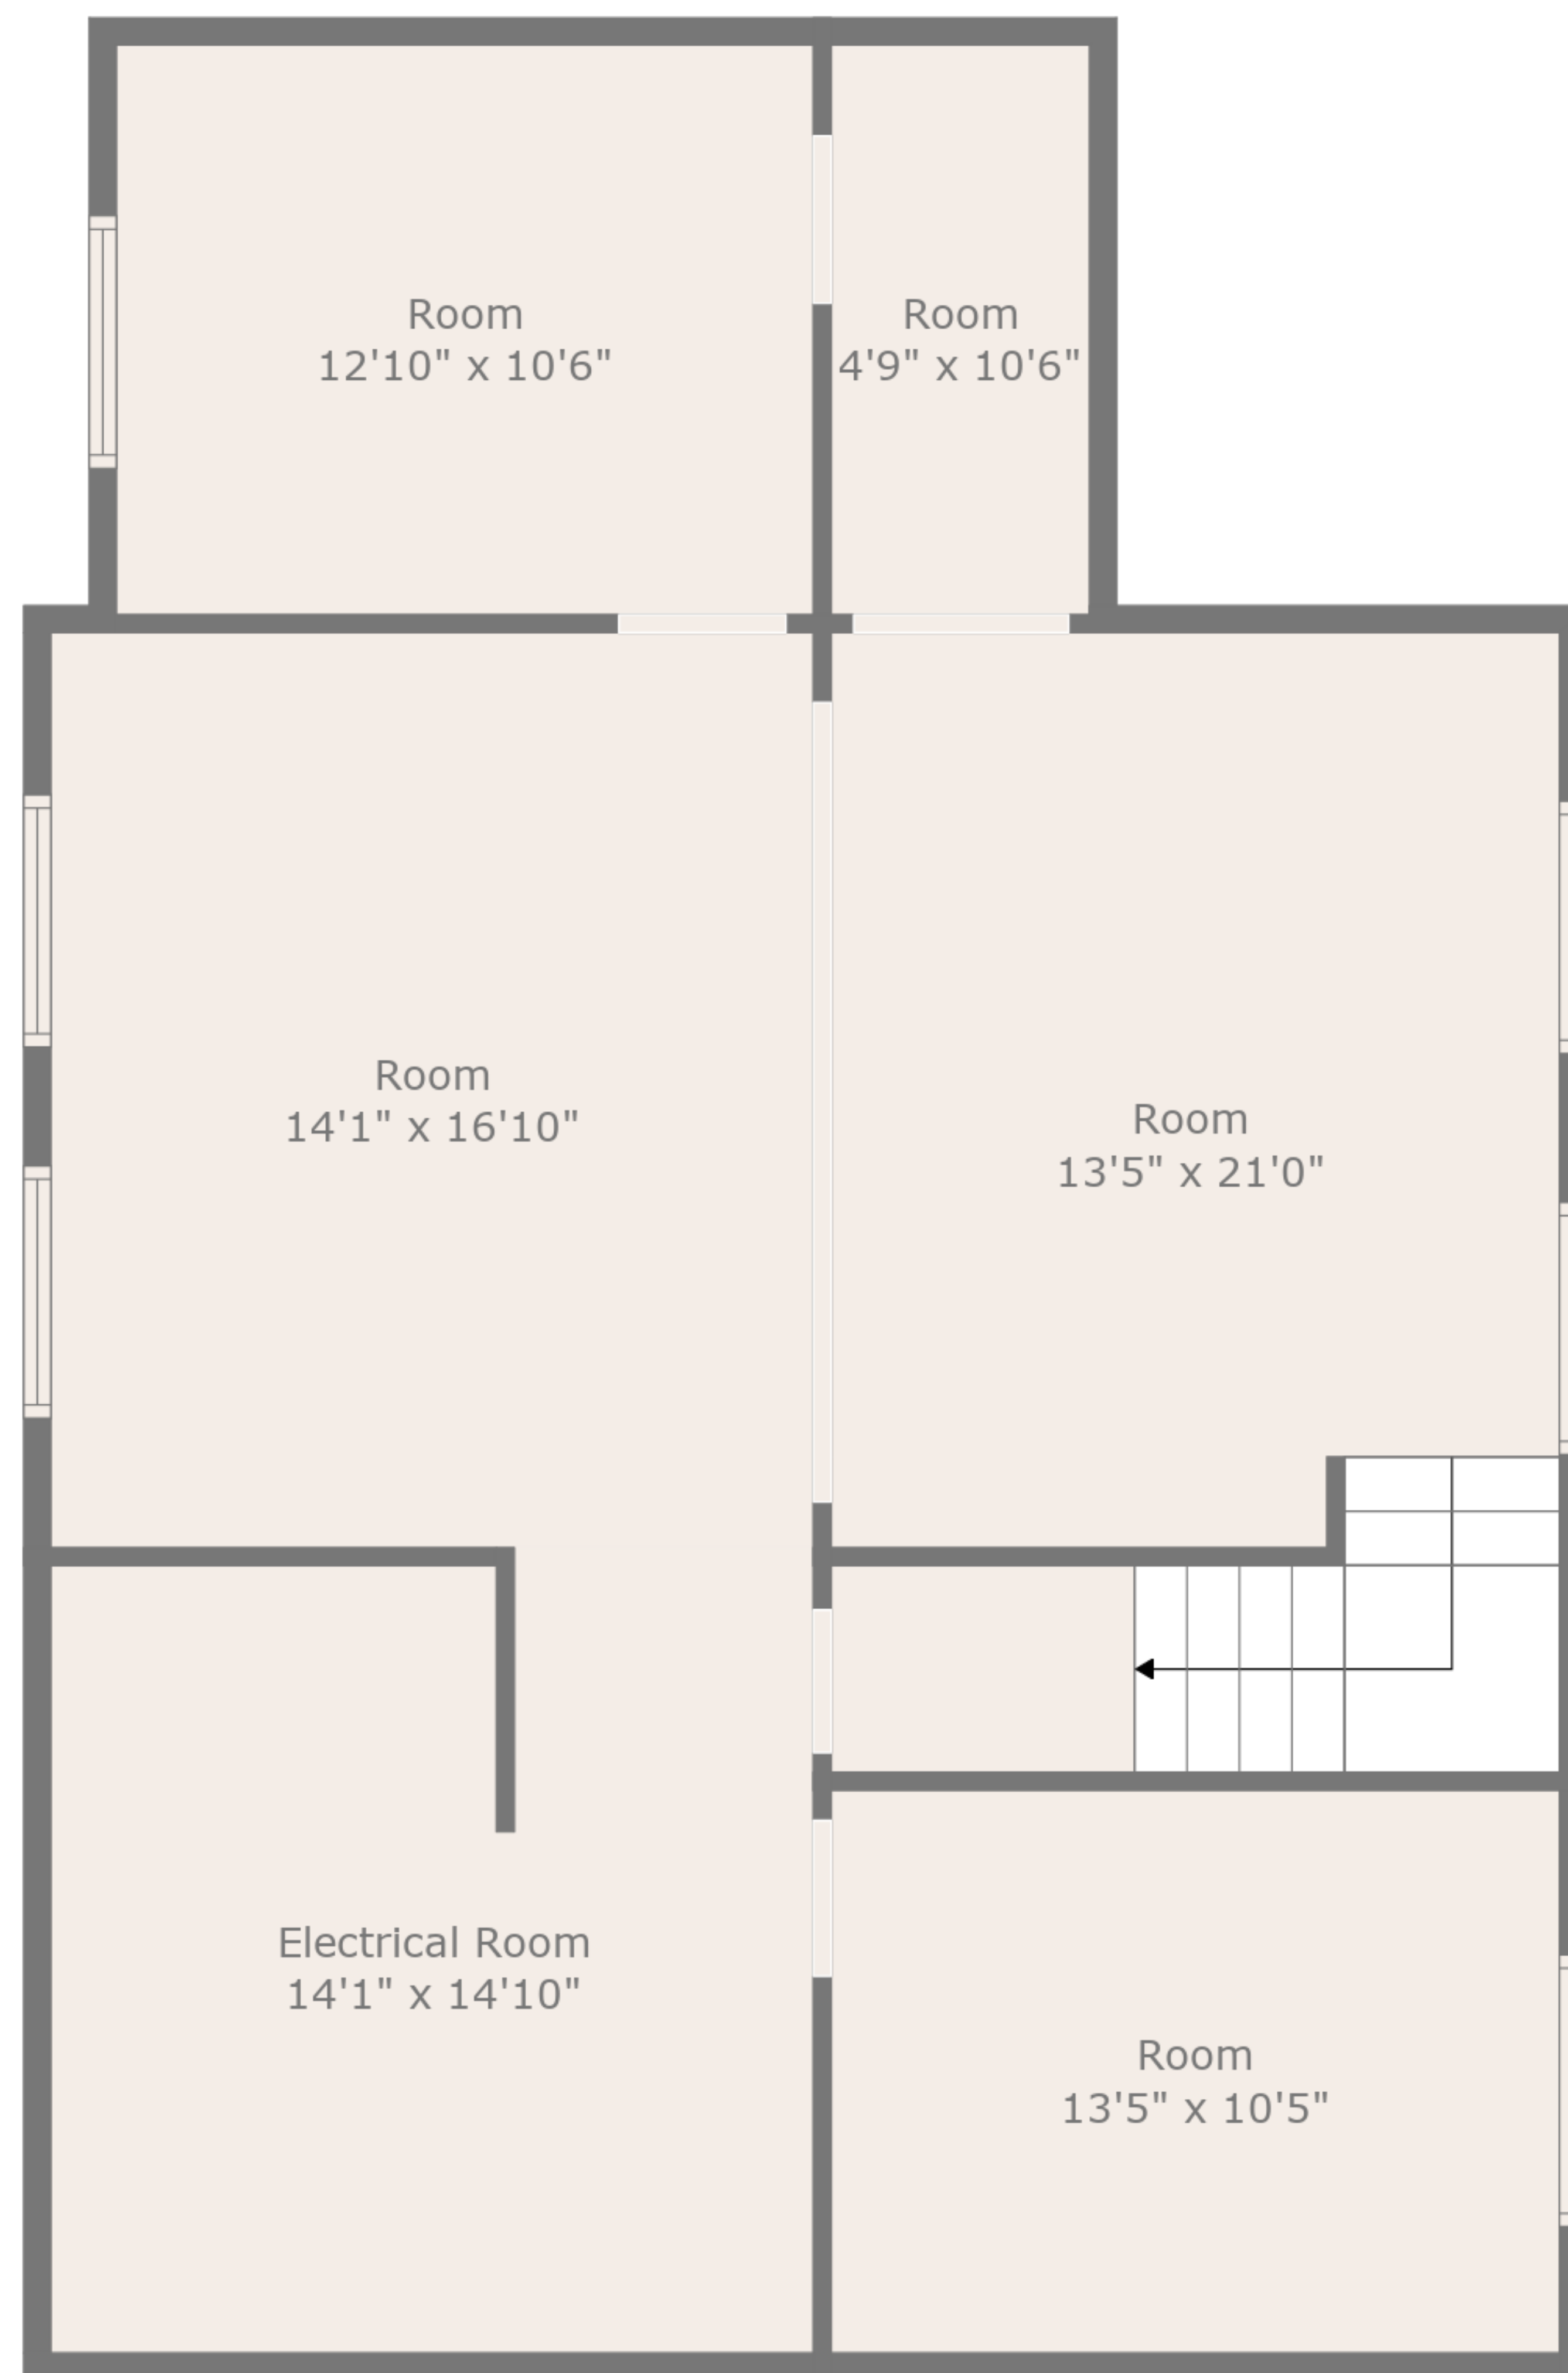 Room
12'10" x 10'6"
Room
4'9" x 10'6"
Room
14'1" x 16'10"
Room
13'5" x 21'0"
Electrical Room
14'1" x 14'10"
Room
13'5" x 10'5"